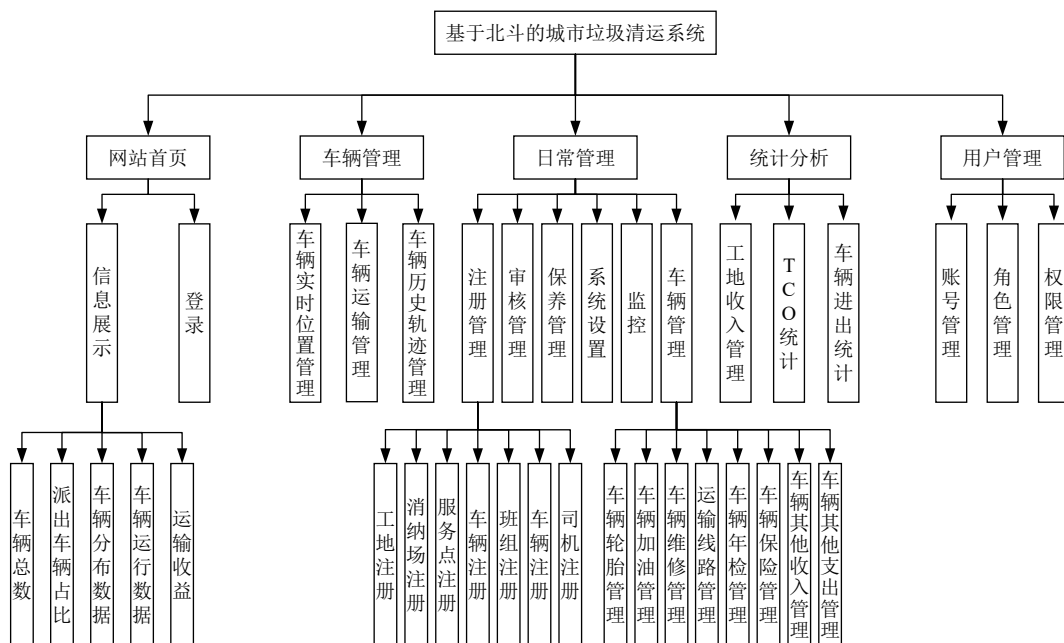 基于北斗的城市垃圾清运系统
网站首页
车辆管理
日常管理
统计分析
用户管理
信息展示
登录
车辆实时位置管理
车辆运输管理
车辆历史轨迹管理
注册管理
审核管理
保养管理
系统设置
监控
车辆管理
工地收入管理
TCO统计
车辆进出统计
账号管理
角色管理
权限管理
车辆总数
派出车辆占比
车辆分布数据
车辆运行数据
运输收益
工地注册
消纳场注册
服务点注册
车辆注册
班组注册
车辆注册
司机注册
车辆轮胎管理
车辆加油管理
车辆维修管理
运输线路管理
车辆年检管理
车辆保险管理
车辆其他收入管理
车辆其他支出管理